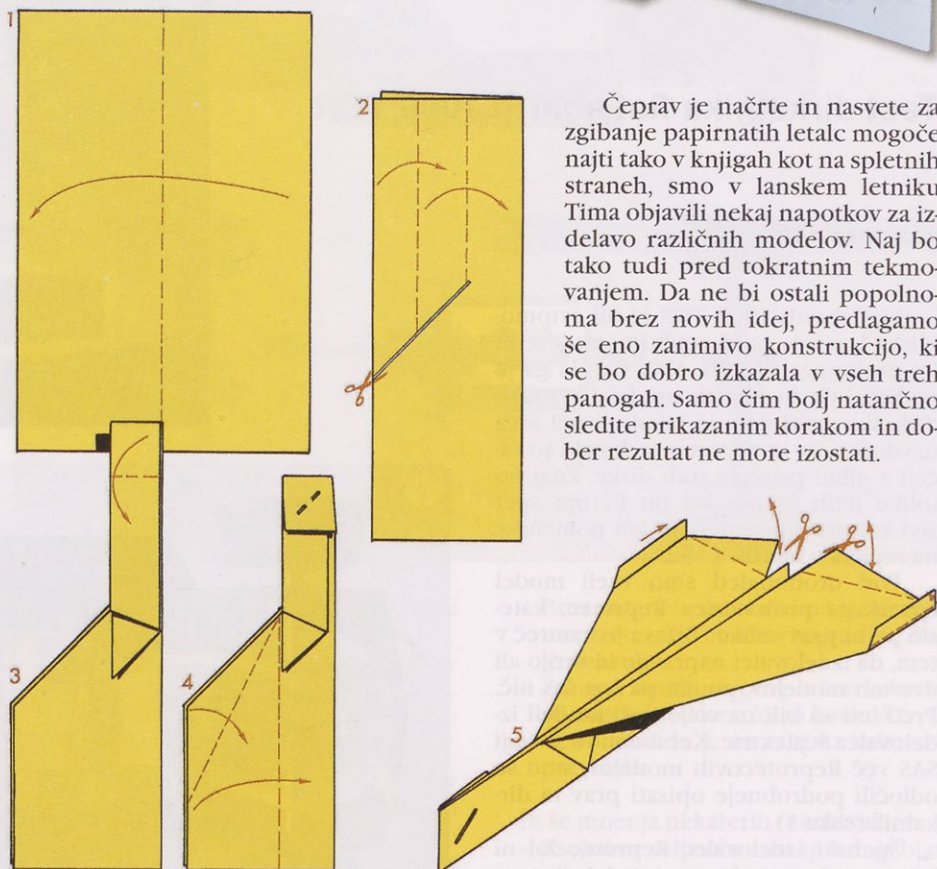 1
2
Čeprav je načrte in nasvete za
zgibanje papirnatih letalc mogoče
najti tako v knjigah kot na spletnih
straneh, smo v lanskem letniku
Tima objavili nekaj napotkov za iz-
delavo različnih modelov. Naj bo
tako tudi pred tokratnim tekmo-
vanjem. Da ne bi ostali popolno-
ma brez novih idej, predlagamo
še eno zanimivo konstrukcijo, ki
se bo dobro izkazala v vseh treh
panogah. Samo čim bolj natančno
sledite prikazanim korakom in do-
ber rezultat ne more izostati.
3
4
5